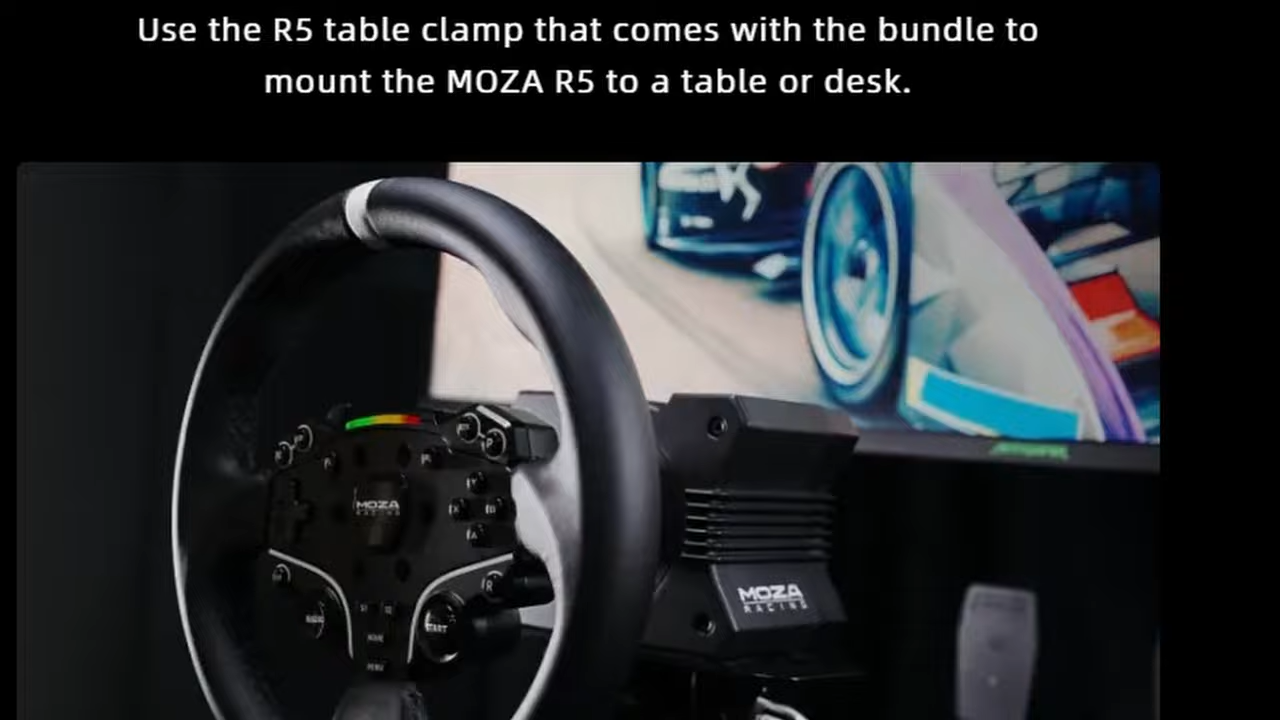 Use the R5 table clamp that comes with the bundle to
mount the MOZA R5 to a table or desk.
MOZA
RACING
START
MOZA
RACING